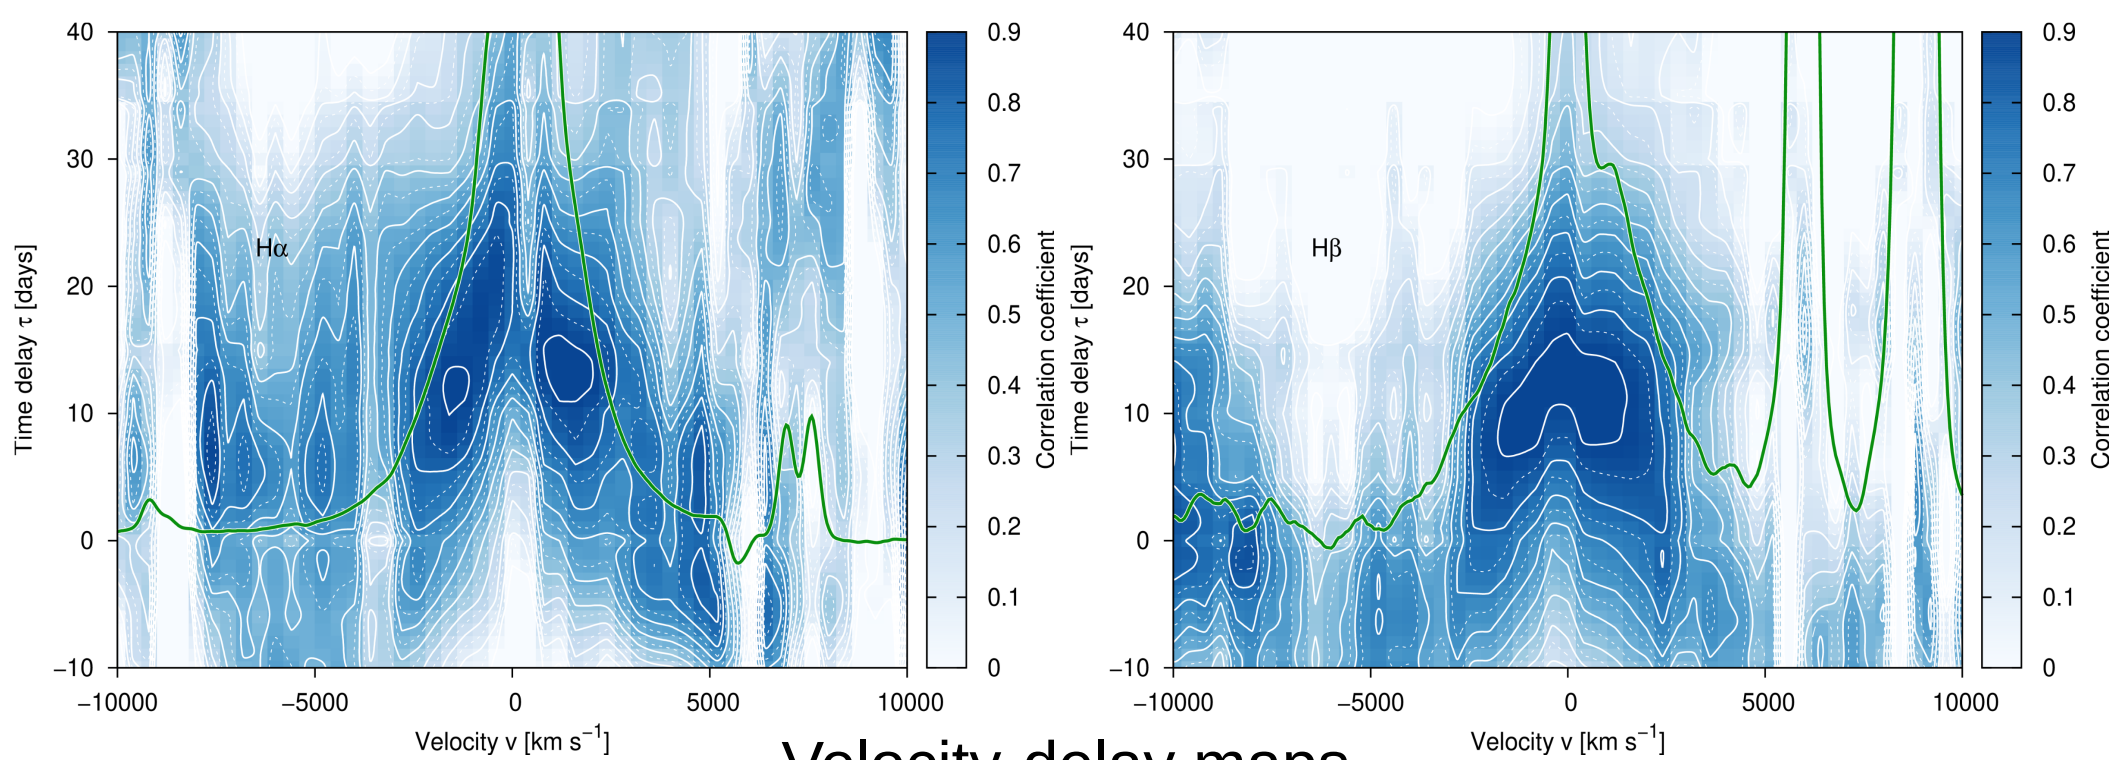 40
30
20
10
0
−10
Time delay τ [days]
Hα
−10000 −5000 0 5000 10000
Velocity v [km s−1]
0.9
0.8
0.7
0.6
0.5
0.4
0.3
0.2
0.1
0
Correlation coefficient
40
30
20
10
0
−10
Time delay τ [days]
Hβ
−10000 −5000 0 5000 10000
Velocity v [km s−1]
0.9
0.8
0.7
0.6
0.5
0.4
0.3
0.2
0.1
0
Correlation coefficient
Velocity delay maps